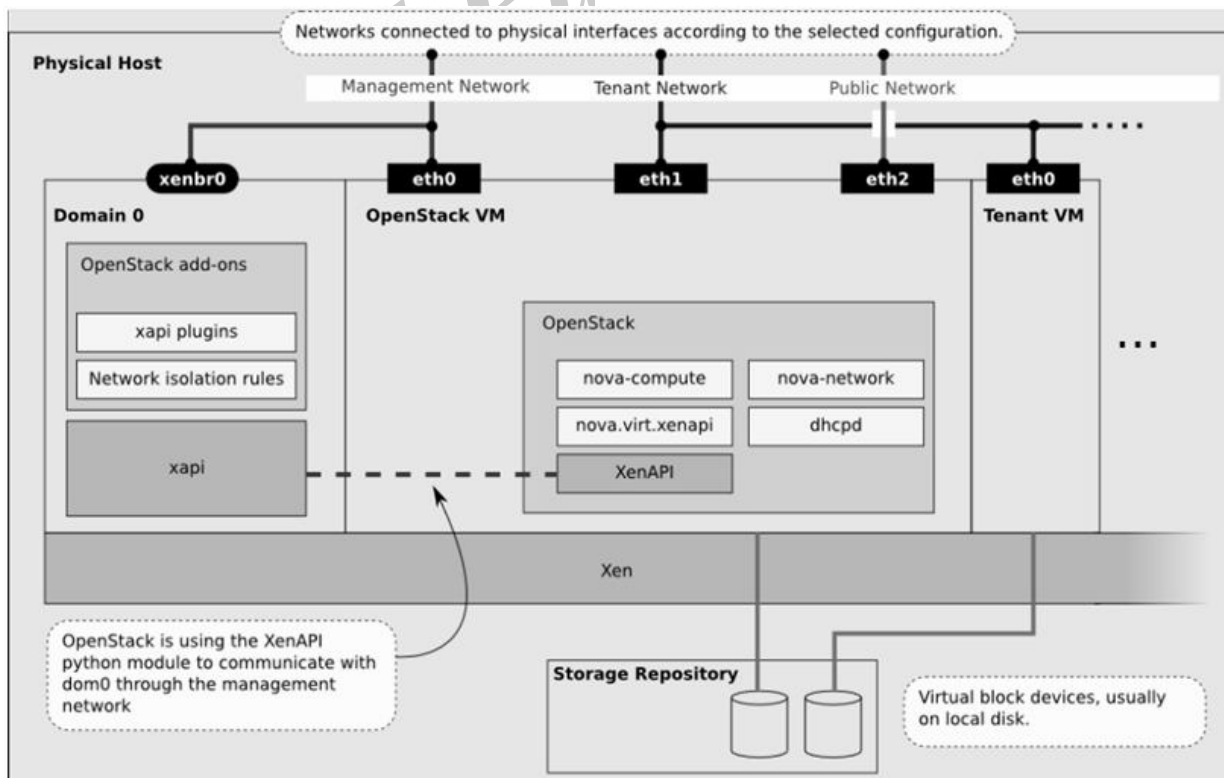 Networks connected to physical interfaces according to the selected configuration.
Physical Host
Management Network
Tenant Network
Public Network
xenbr0
eth0
eth1
eth2
eth0
Domain 0
OpenStack VM
Tenant VM
OpenStack add-ons
xapi plugins
Network isolation rules
xapi
OpenStack
nova-compute
nova-network
nova.virt.xenapi
dhcpd
XenAPI
Xen
OpenStack is using the XenAPI
python module to communicate with
dom0 through the management
network
Storage Repository
Virtual block devices, usually
on local disk.